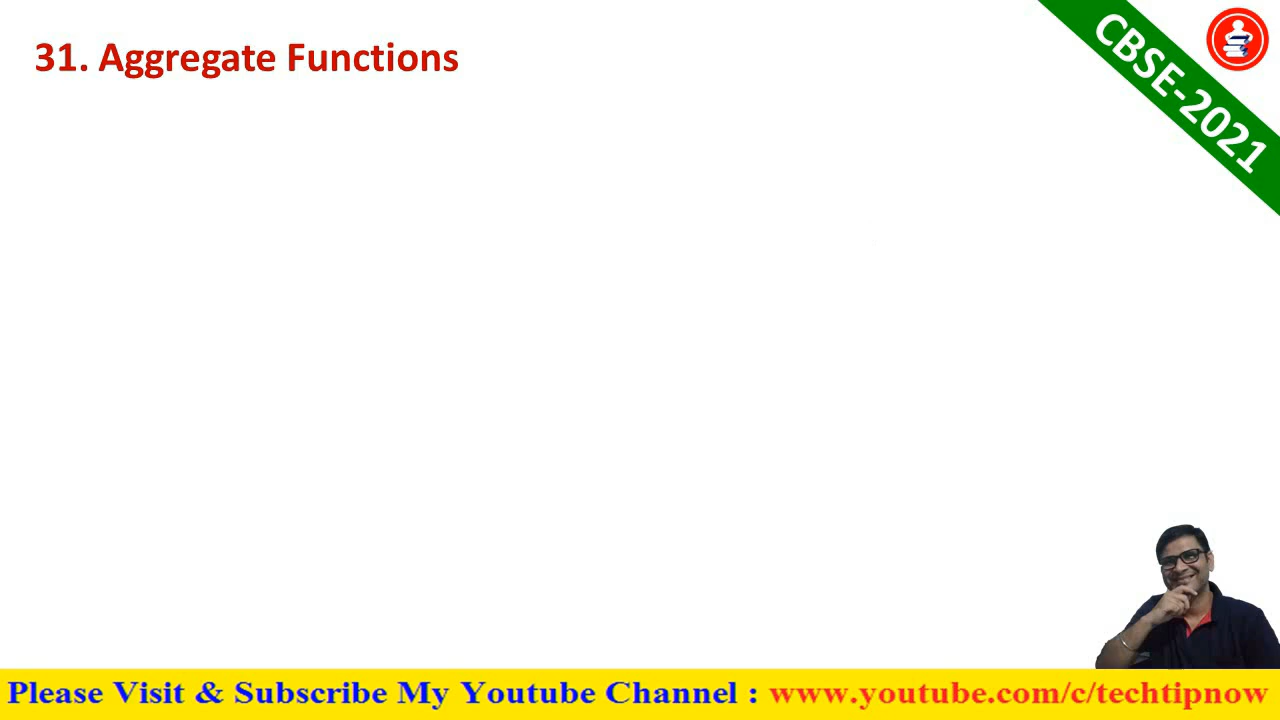 31. Aggregate Functions
CBSE-2021
Please Visit & Subscribe My Youtube Channel : www.youtube.com/c/techtipnow